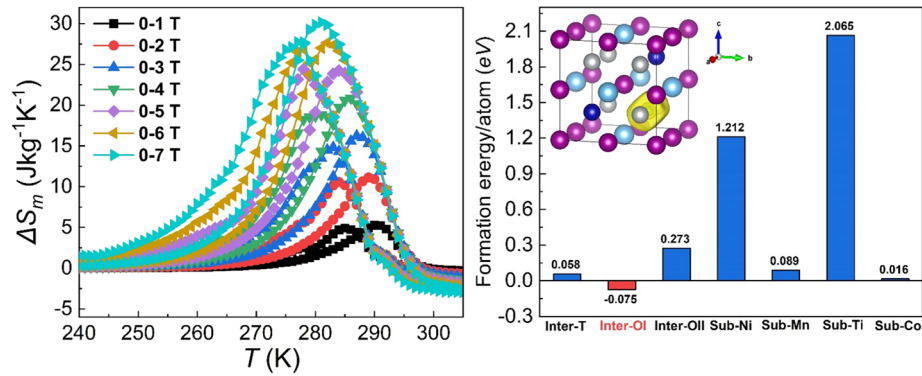 30
25
20
15
10
5
0
-5
ΔSm (Jkg-1K-1)
0-1 T
0-2 T
0-3 T
0-4 T
0-5 T
0-6 T
0-7 T
240 250 260 270 280 290 300
T (K)
Formation energy/atom (eV)
2.1
1.8
1.5
1.2
0.9
0.6
0.3
0.0
-0.3
c
a b
0.058
-0.075
0.273
1.212
0.089
2.065
0.016
Inter-T Inter-OI Inter-OII Sub-Ni Sub-Mn Sub-Ti Sub-Co